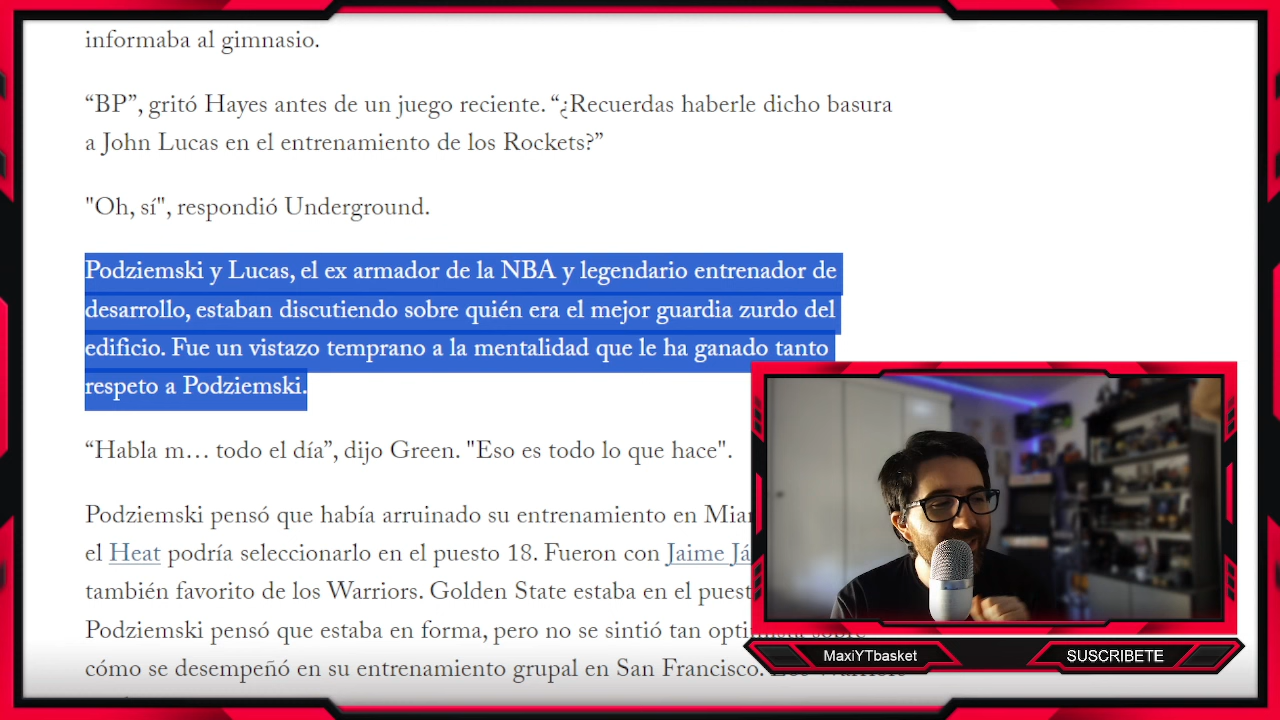 informaba al gimnasio.
“BP”, gritó Hayes antes de un juego reciente. “¿Recuerdas haberle dicho basura
a John Lucas en el entrenamiento de los Rockets?”
"Oh, sí", respondió Underground.
Podziemski y Lucas, el ex armador de la NBA y legendario entrenador de
desarrollo, estaban discutiendo sobre quién era el mejor guardia zurdo del
edificio. Fue un vistazo temprano a la mentalidad que le ha ganado tanto
respeto a Podziemski.
“Habla m… todo el día”, dijo Green. "Eso es todo lo que hace".
Podziemski pensó que había arruinado su entrenamiento en
el Heat podría seleccionarlo en el puesto 18. Fueron con Jaime
también favorito de los Warriors. Golden State estaba en el
Podziemski pensó que estaba en forma, pero no se sintió tan optimista sobre
cómo se desempeñó en su entrenamiento grupal en San Francisco.
MaxiYTbasket
SUSCRIBETE